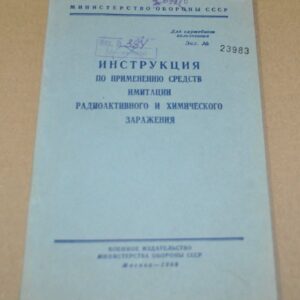 МИНИСТЕРСТВО ОБОРОНЫ СССР
Для служебного
пользования
Экз. №
23983
ИНСТРУКЦИЯ
ПО ПРИМЕНЕНИЮ СРЕДСТВ
ИМИТАЦИИ
РАДИОАКТИВНОГО И ХИМИЧЕСКОГО
ЗАРАЖЕНИЯ
ВОЕННОЕ ИЗДАТЕЛЬСТВО
МИНИСТЕРСТВА ОБОРОНЫ СССР